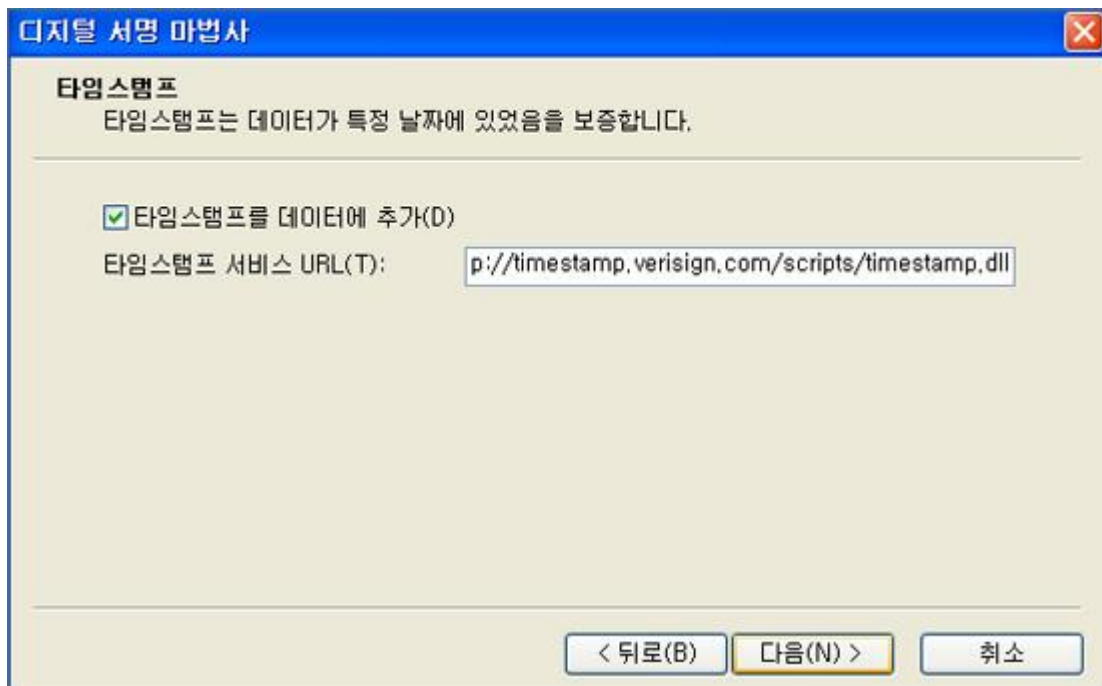 디지털 서명 마법사
타임스탬프
타임스탬프는 데이터가 특정 날짜에 있었음을 보증합니다.
타임스탬프를 데이터에 추가(D)
타임스탬프 서비스 URL(T): p://timestamp.verisign.com/scripts/timestamp.dll
< 뒤로(B) 다음(N) > 취소